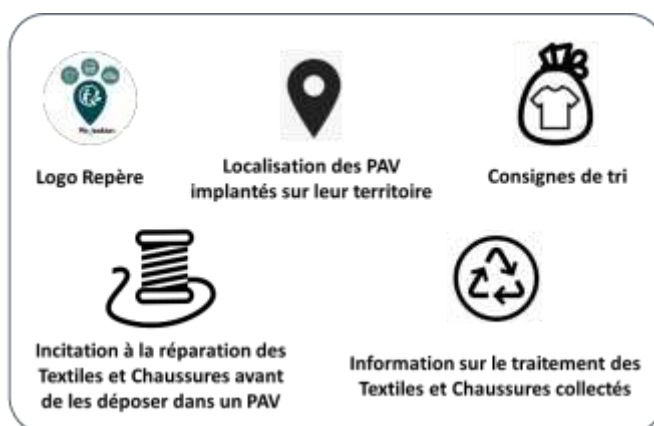 Logo Repère
Localisation des PAV
implantés sur leur territoire
Consignes de tri
Incitation à la réparation des
Textiles et Chaussures avant
de les déposer dans un PAV
Information sur le traitement des
Textiles et Chaussures collectés